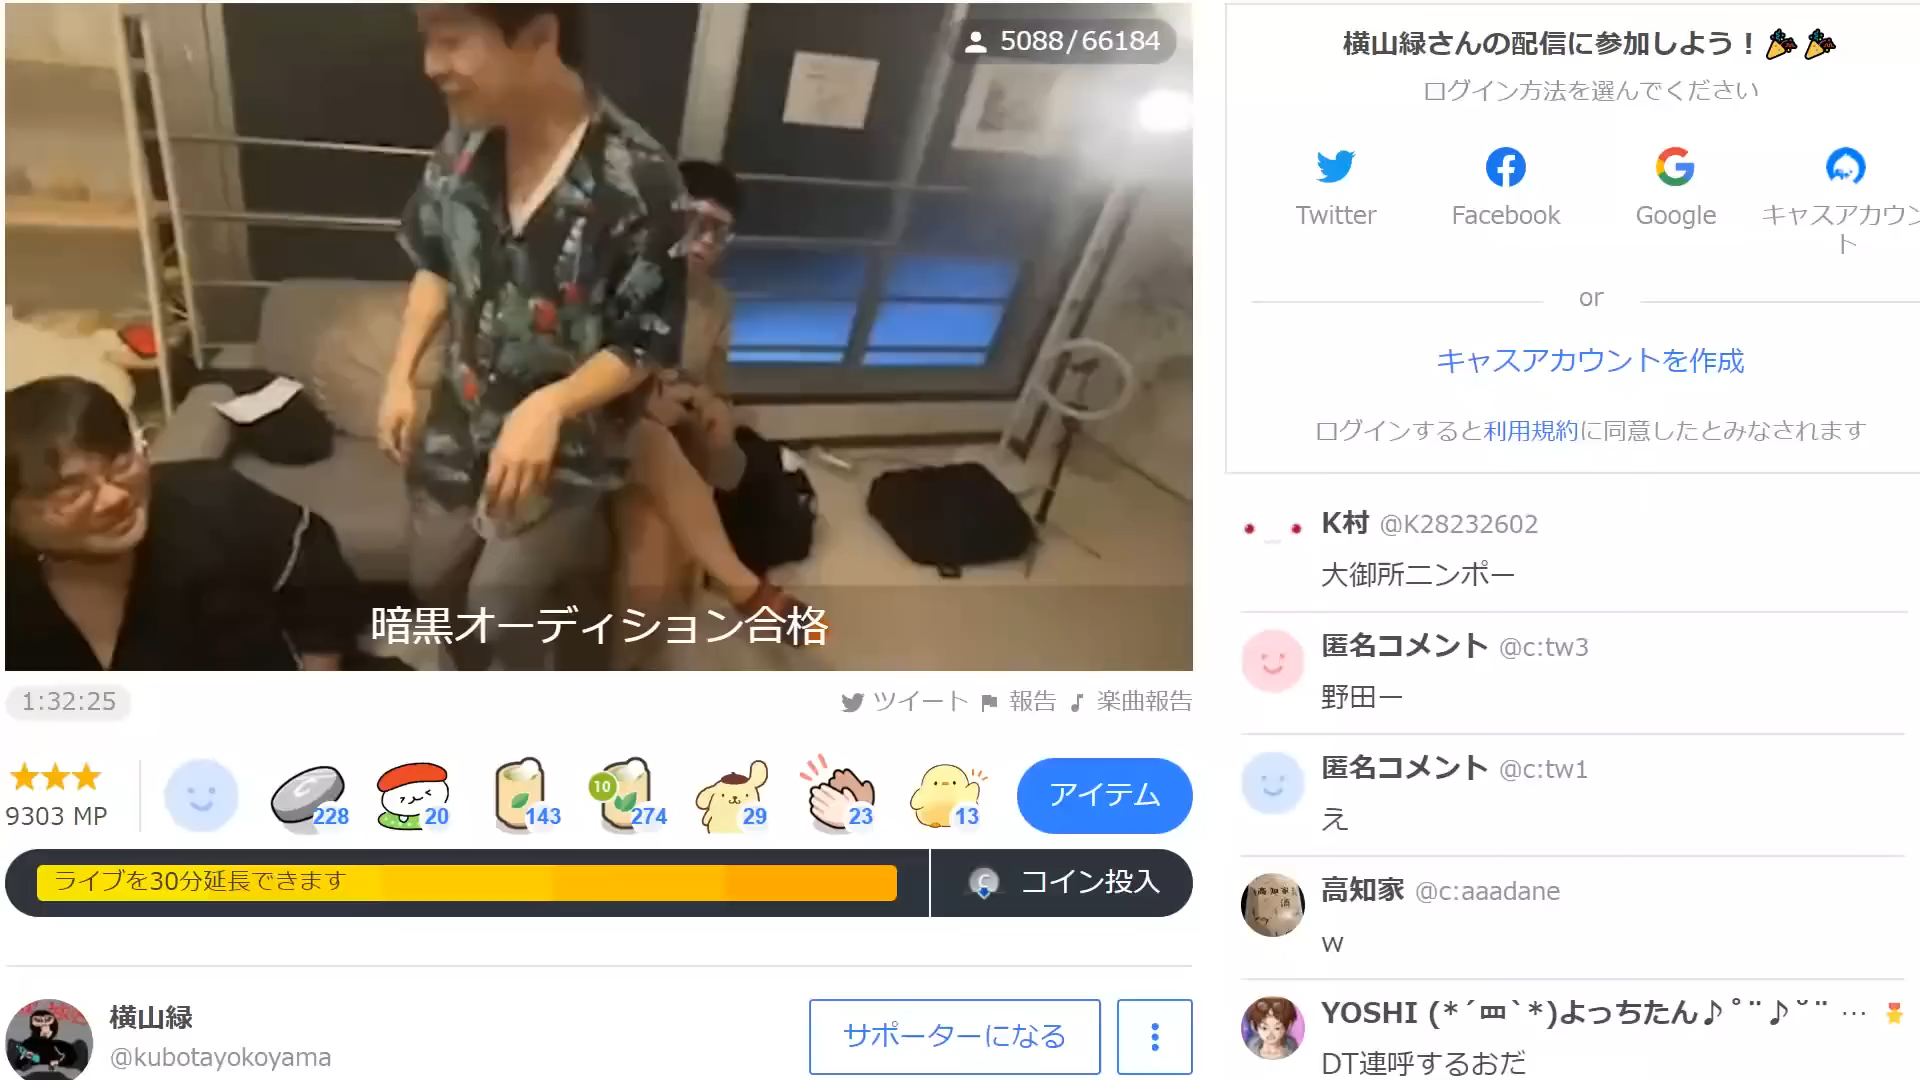 5088/66184
暗黒オーディション合格
1:32:25
ツイート 報告 楽曲報告
9303 MP
228
20
143
10
274
29
23
13
アイテム
ライブを30分延長できます
コイン投入
横山緑
@kubotayokoyama
サポーターになる
横山緑さんの配信に参加しよう！
ログイン方法を選んでください
Twitter
Facebook
Google
キャスアカウン
ト
or
キャスアカウントを作成
ログインすると利用規約に同意したとみなされます
K村 @K28232602
大御所ニンポー
匿名コメント @c:tw3
野田一
匿名コメント @c:tw1
え
高知家 @c:aaadane
w
YOSHI (*´罒`*)よっちたん♪˚¨♪˘¨ …
DT連呼するおだ